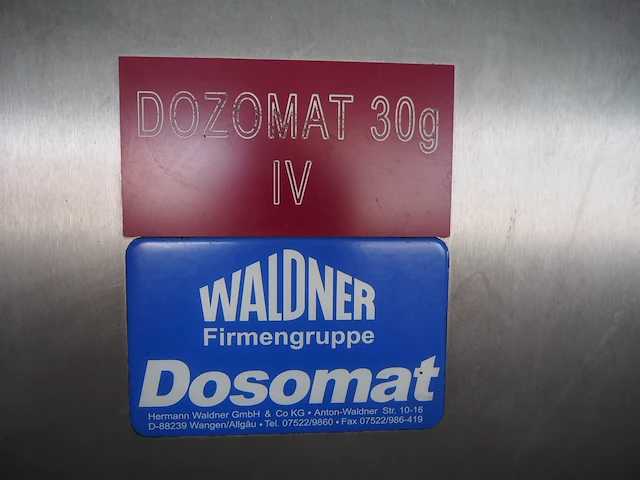 DOZOMAT 30g
IV
WALDNER
Firmengruppe
Dosomat
Hermann Waldner GmbH & Co KG • Anton-Waldner Str. 10-16
D-88239 Wangen/Allgäu • Tel. 07522/9860 • Fax 07522/986-419